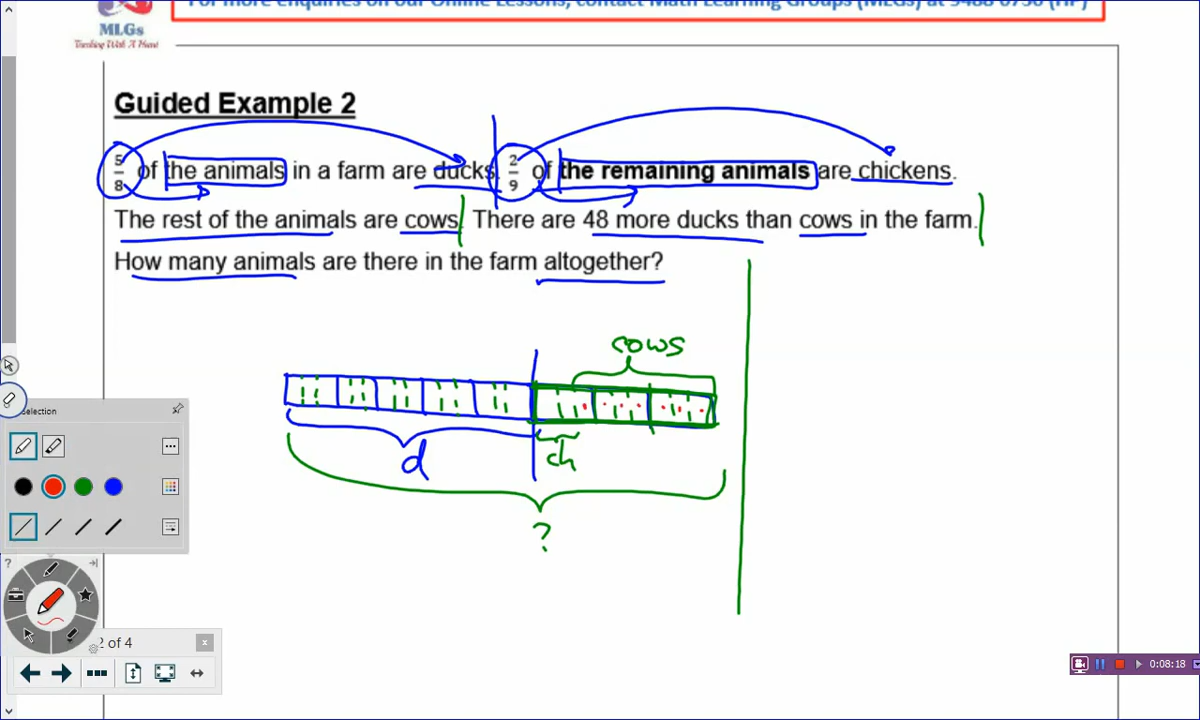 For more enquiries on our Online Lessons, contact Math Learning Groups (MLGs) at 9488 0750 (HP)
MLGs
Teaching With A Heart
Guided Example 2
5/8 of the animals in a farm are ducks. 2/9 of the remaining animals are chickens.
The rest of the animals are cows. There are 48 more ducks than cows in the farm.
How many animals are there in the farm altogether?
cows
d
ch
?
Selection
?
2 of 4
0:08:18